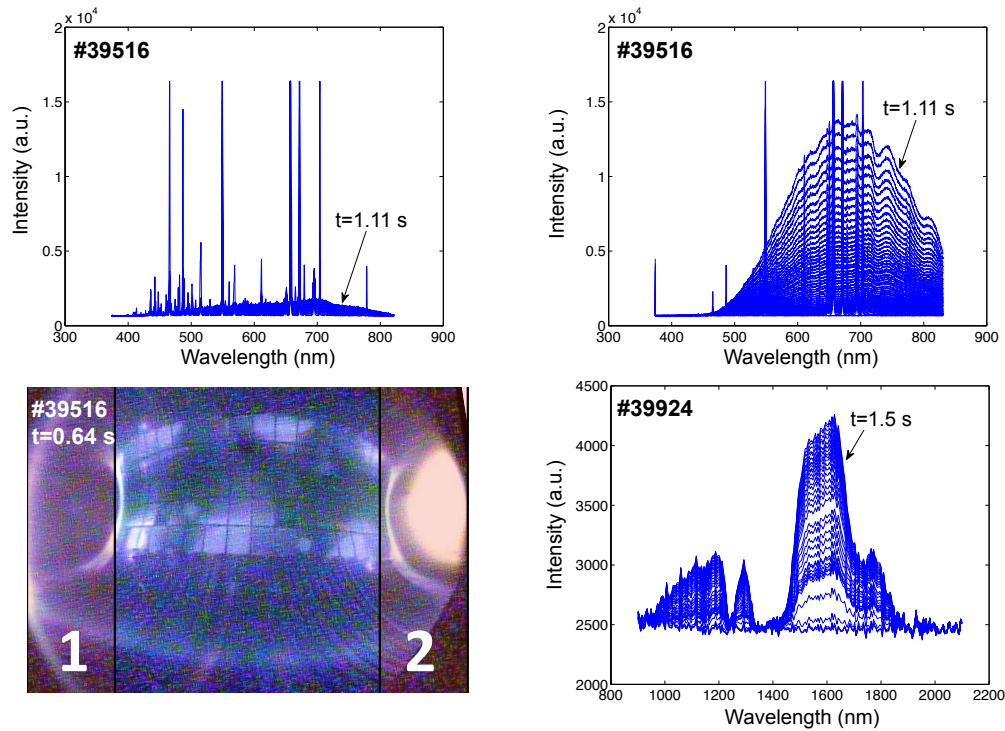 2 x 10^4
#39516
t=1.11 s
1.5
1
0.5
0
300 400 500 600 700 800 900
Intensity (a.u.)
Wavelength (nm)
2 x 10^4
#39516
t=1.11 s
1.5
1
0.5
0
300 400 500 600 700 800 900
Intensity (a.u.)
Wavelength (nm)
#39516
t=0.64 s
1 2
4500
#39924
t=1.5 s
4000
3500
3000
2500
2000
800 1000 1200 1400 1600 1800 2000 2200
Intensity (a.u.)
Wavelength (nm)